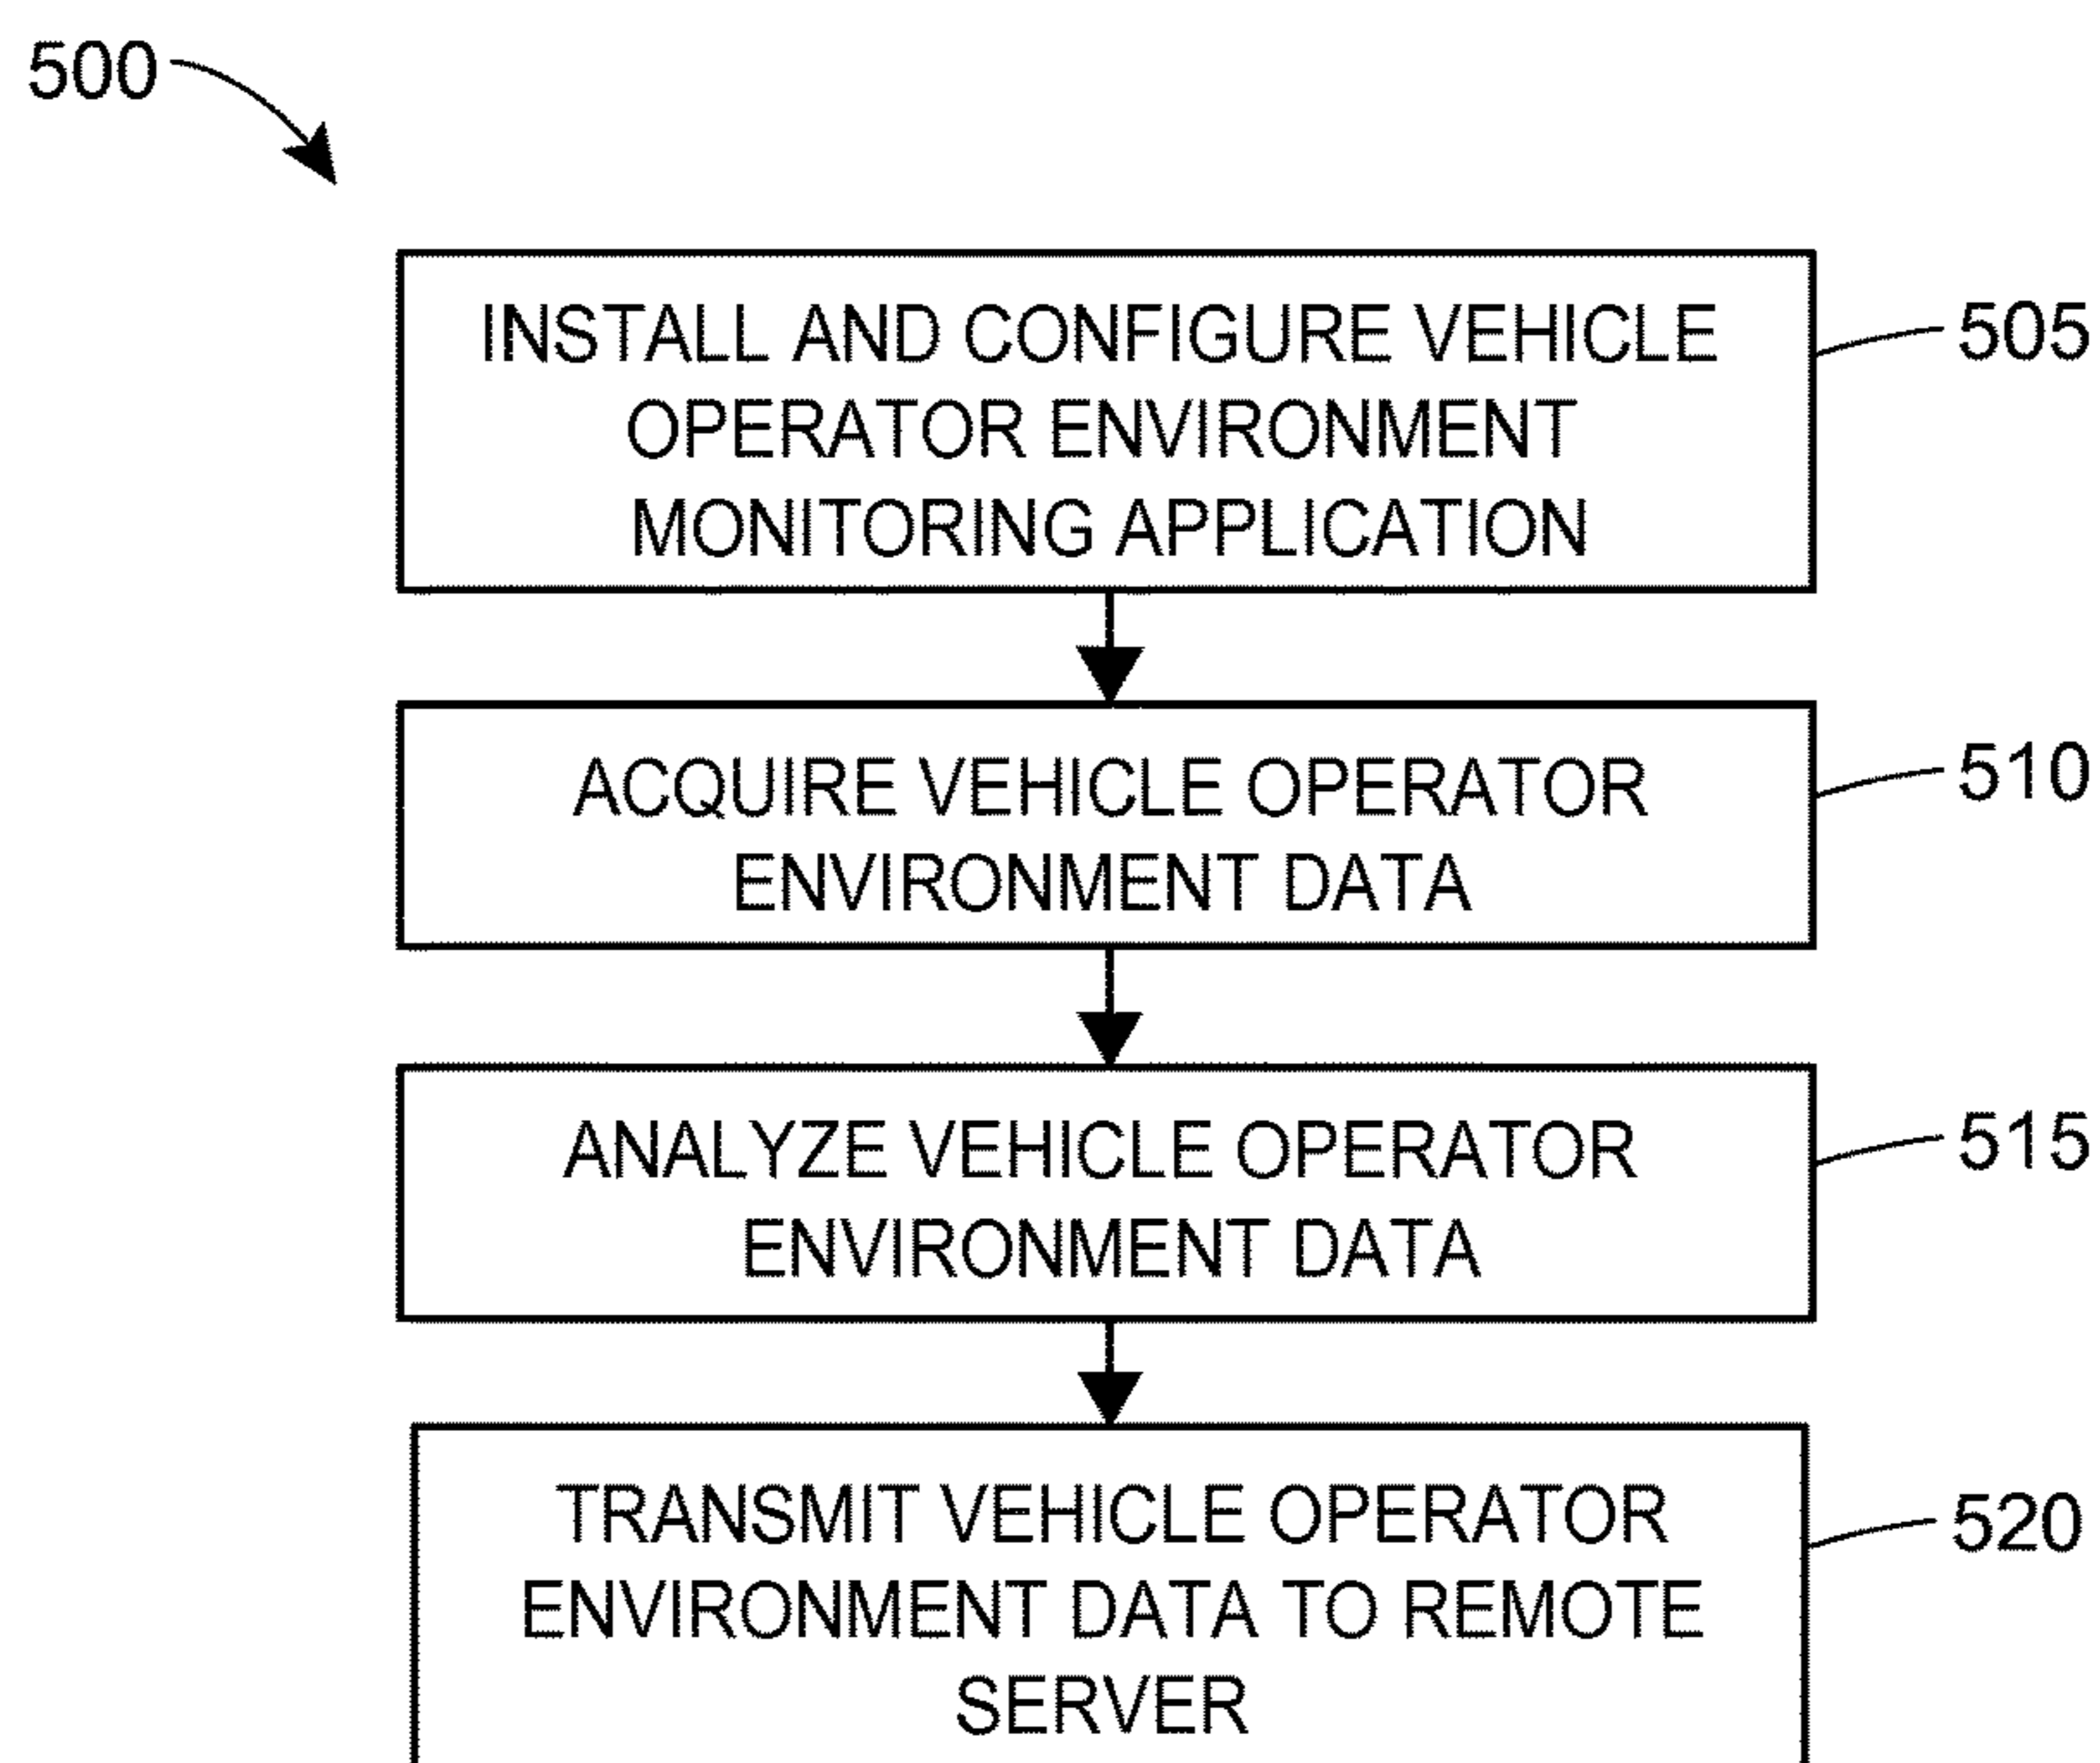 500
INSTALL AND CONFIGURE VEHICLE
OPERATOR ENVIRONMENT
MONITORING APPLICATION
505
ACQUIRE VEHICLE OPERATOR
ENVIRONMENT DATA
510
ANALYZE VEHICLE OPERATOR
ENVIRONMENT DATA
515
TRANSMIT VEHICLE OPERATOR
ENVIRONMENT DATA TO REMOTE
SERVER
520